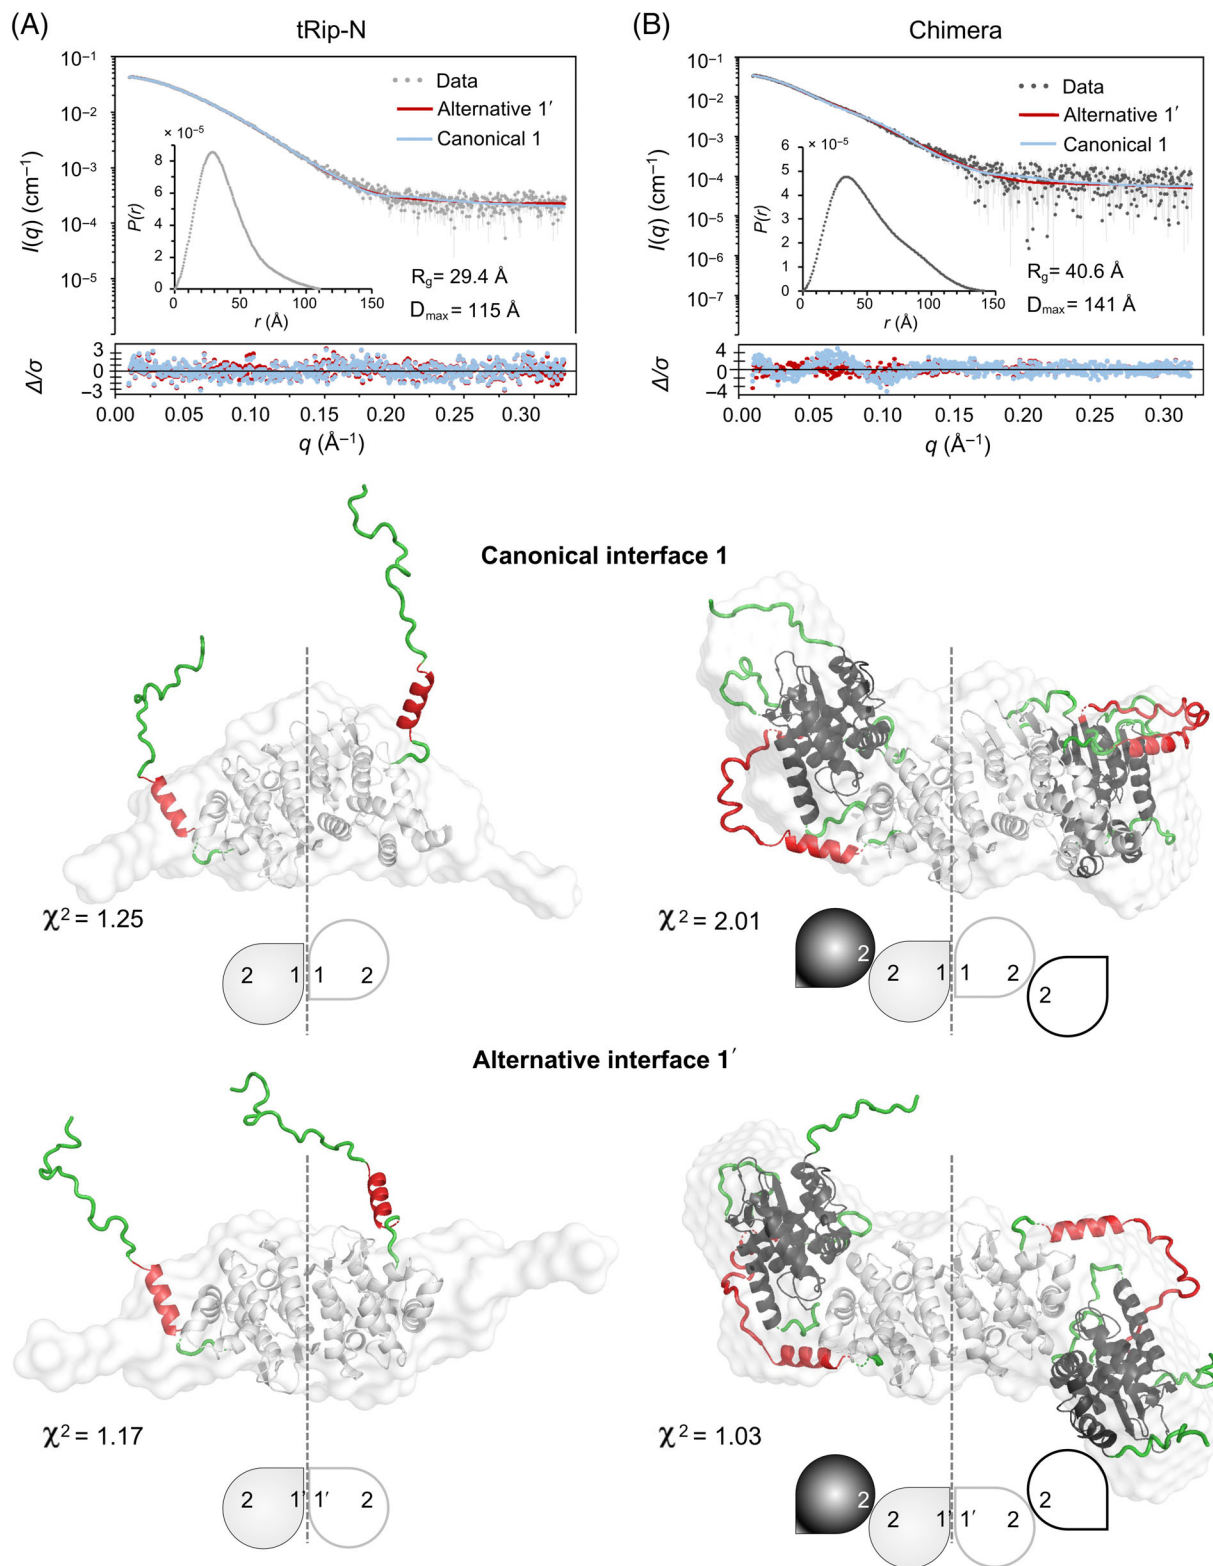 (A)
tRip-N
10⁻¹
10⁻²
10⁻³
10⁻⁴
10⁻⁵
I(q) (cm⁻¹)
Data
Alternative 1′
Canonical 1
× 10⁻⁵
10
8
6
4
2
0
P(r)
0 50 100 150
r (Å)
Rg= 29.4 Å
Dmax= 115 Å
3
0
−3
Δ/σ
0.00 0.05 0.10 0.15 0.20 0.25 0.30
q (Å⁻¹)
(B)
Chimera
10⁻¹
10⁻²
10⁻³
10⁻⁴
10⁻⁵
10⁻⁶
10⁻⁷
I(q) (cm⁻¹)
Data
Alternative 1′
Canonical 1
× 10⁻⁵
6
5
4
3
2
1
0
P(r)
0 50 100 150
r (Å)
Rg= 40.6 Å
Dmax= 141 Å
4
0
−4
Δ/σ
0.00 0.05 0.10 0.15 0.20 0.25 0.30
q (Å⁻¹)
Canonical interface 1
χ² = 1.25
2 1 1 2
χ² = 2.01
2 2 1 1 2 2
Alternative interface 1′
χ² = 1.17
2 1′ 1′ 2
χ² = 1.03
2 2 1′ 1′ 2 2